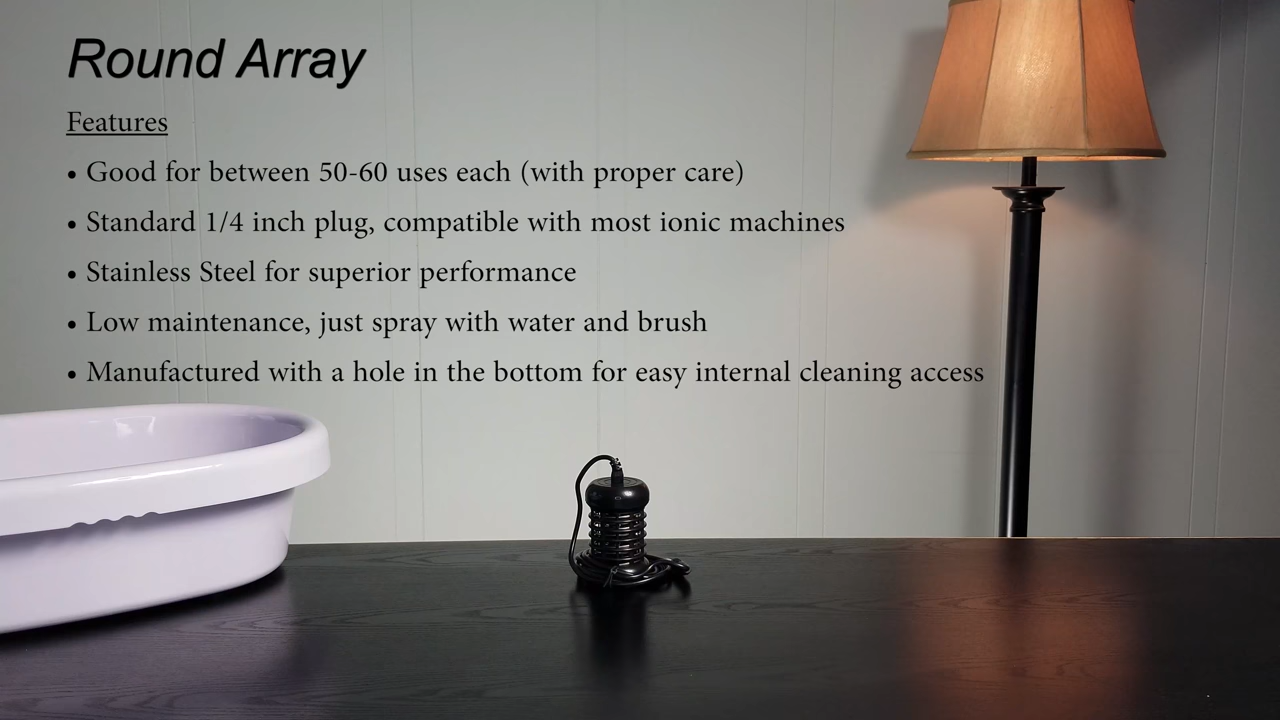 Round Array
Features
• Good for between 50-60 uses each (with proper care)
• Standard 1/4 inch plug, compatible with most ionic machines
• Stainless Steel for superior performance
• Low maintenance, just spray with water and brush
• Manufactured with a hole in the bottom for easy internal cleaning access